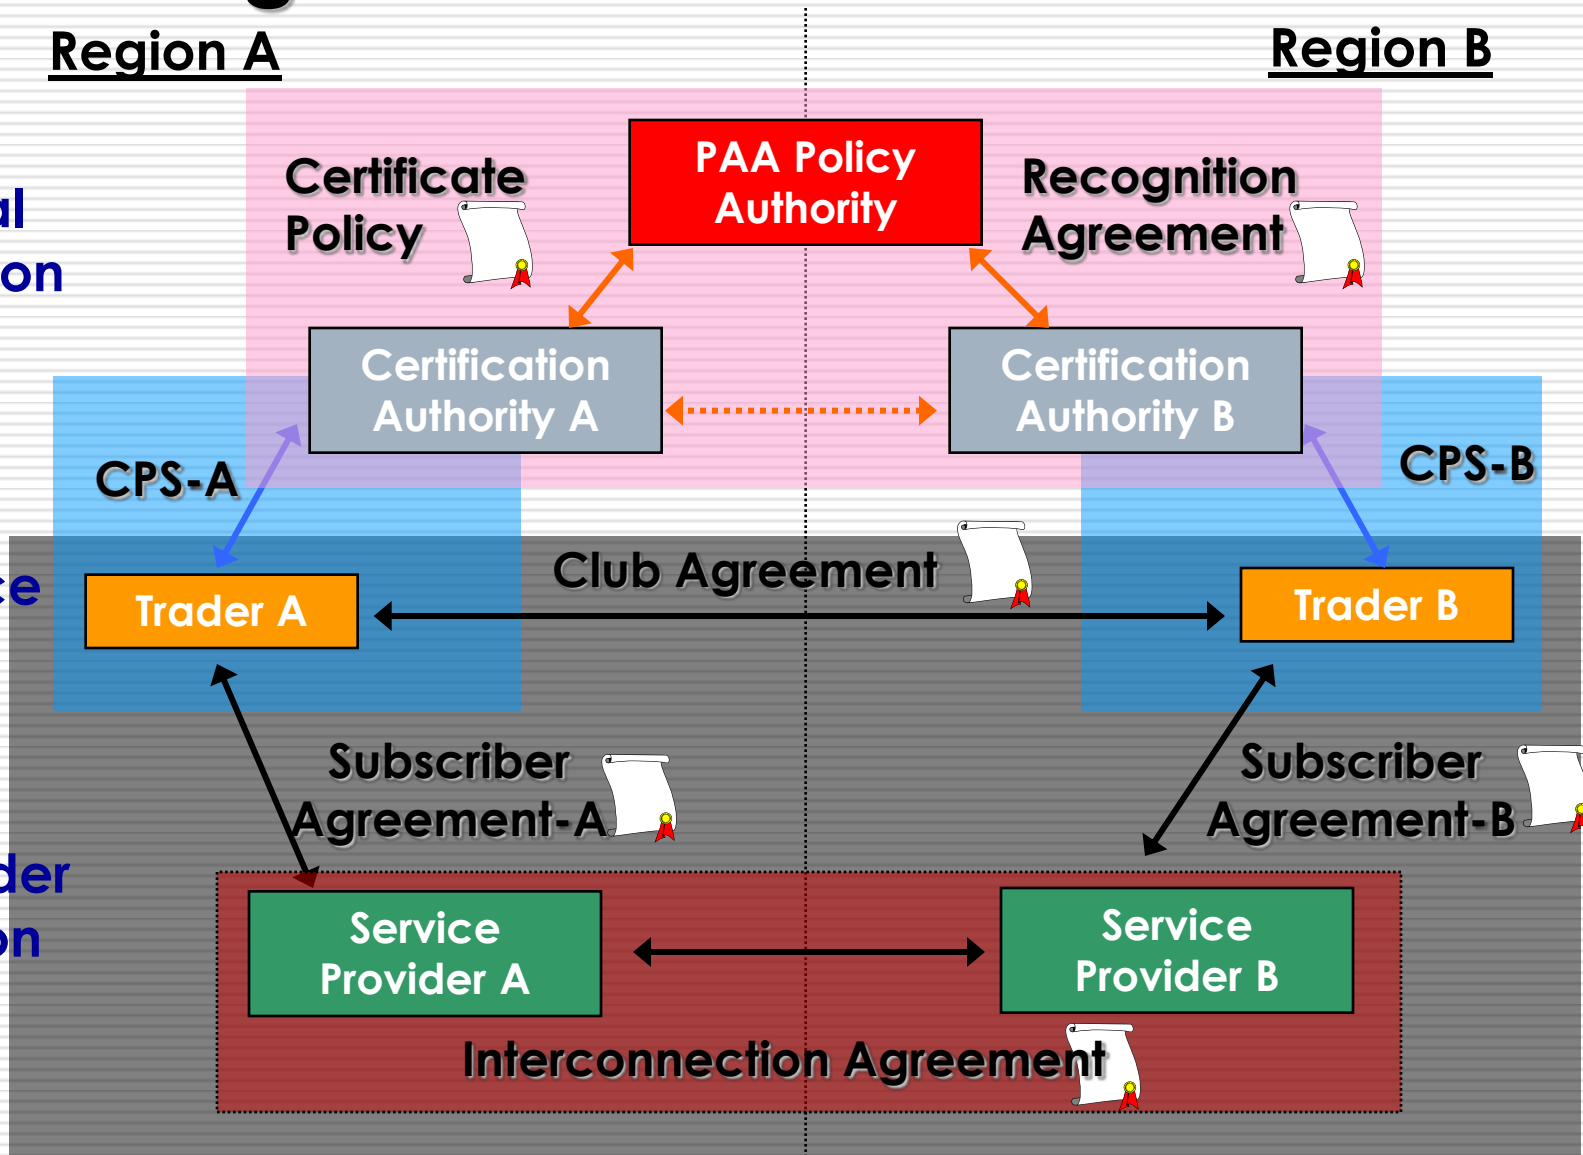 Region A
Region B
PAA Policy
Authority
Certificate
Policy
Recognition
Agreement
Certification
Authority A
Certification
Authority B
CPS-A
CPS-B
Club Agreement
Trader A
Trader B
Subscriber
Agreement-A
Subscriber
Agreement-B
Service
Provider A
Service
Provider B
Interconnection Agreement